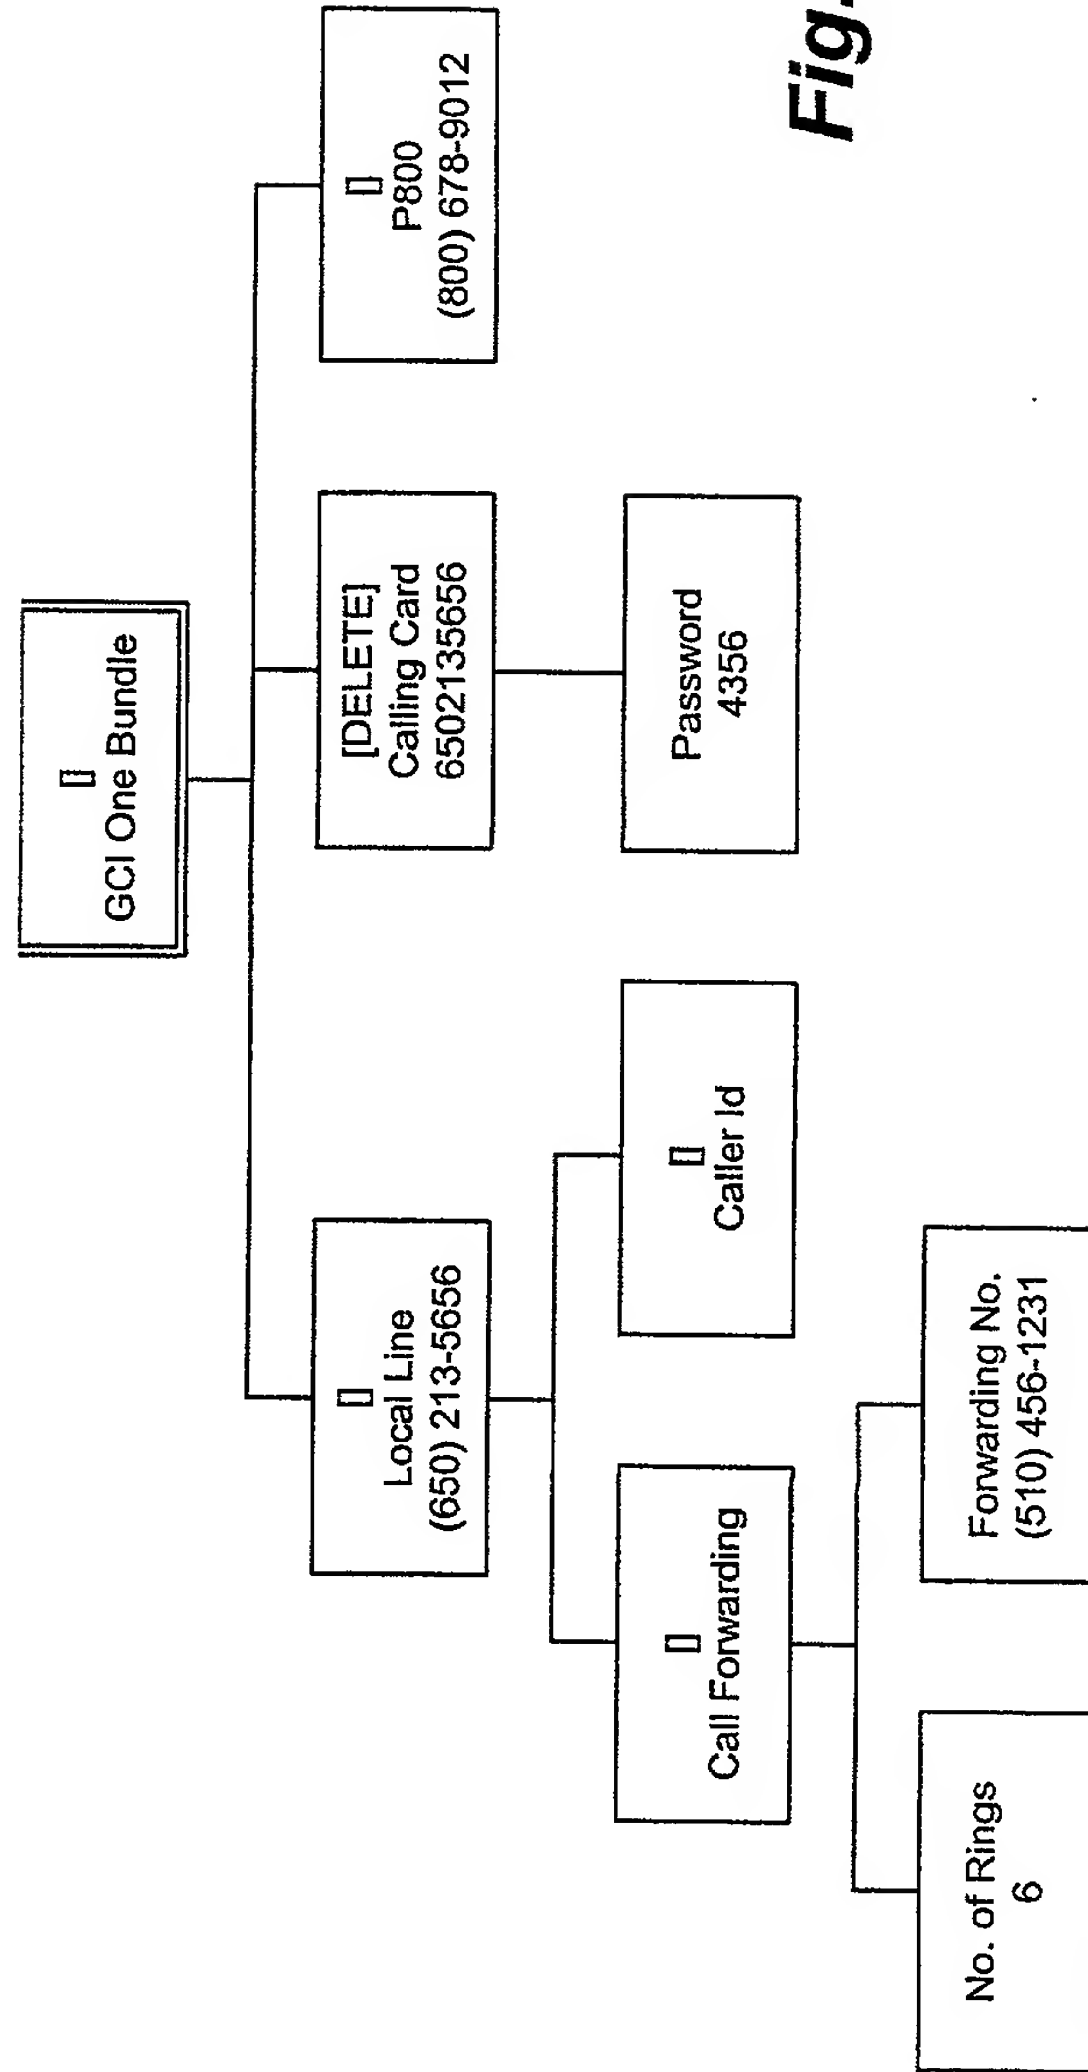 []
GCI One Bundle
[]
Local Line
(650) 213-5656
[DELETE]
Calling Card
6502135656
[]
P800
(800) 678-9012
[]
Call Forwarding
[]
Caller Id
Password
4356
No. of Rings
6
Forwarding No.
(510) 456-1231
Fig.